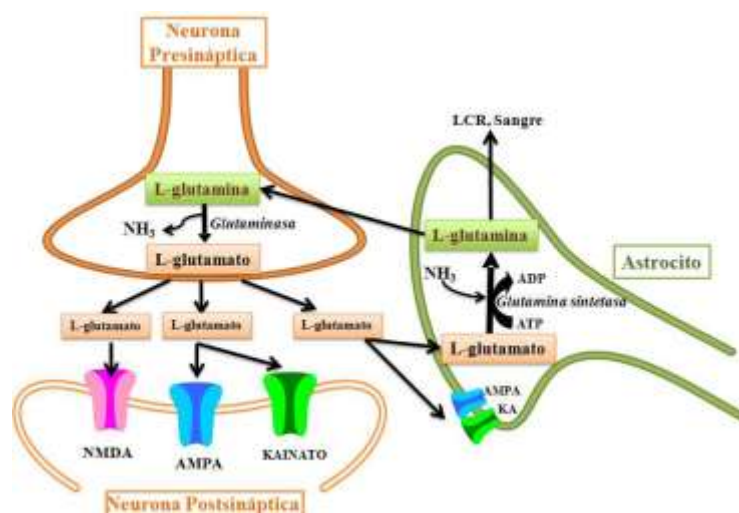 Neurona
Presináptica
LCR, Sangre
L-glutamina
NH3
Glutaminasa
L-glutamato
L-glutamina
Astrocito
NH3
ADP
Glutamina sintetasa
ATP
L-glutamato
L-glutamato
L-glutamato
L-glutamato
AMPA
KA
NMDA
AMPA
KAINATO
Neurona Postsináptica